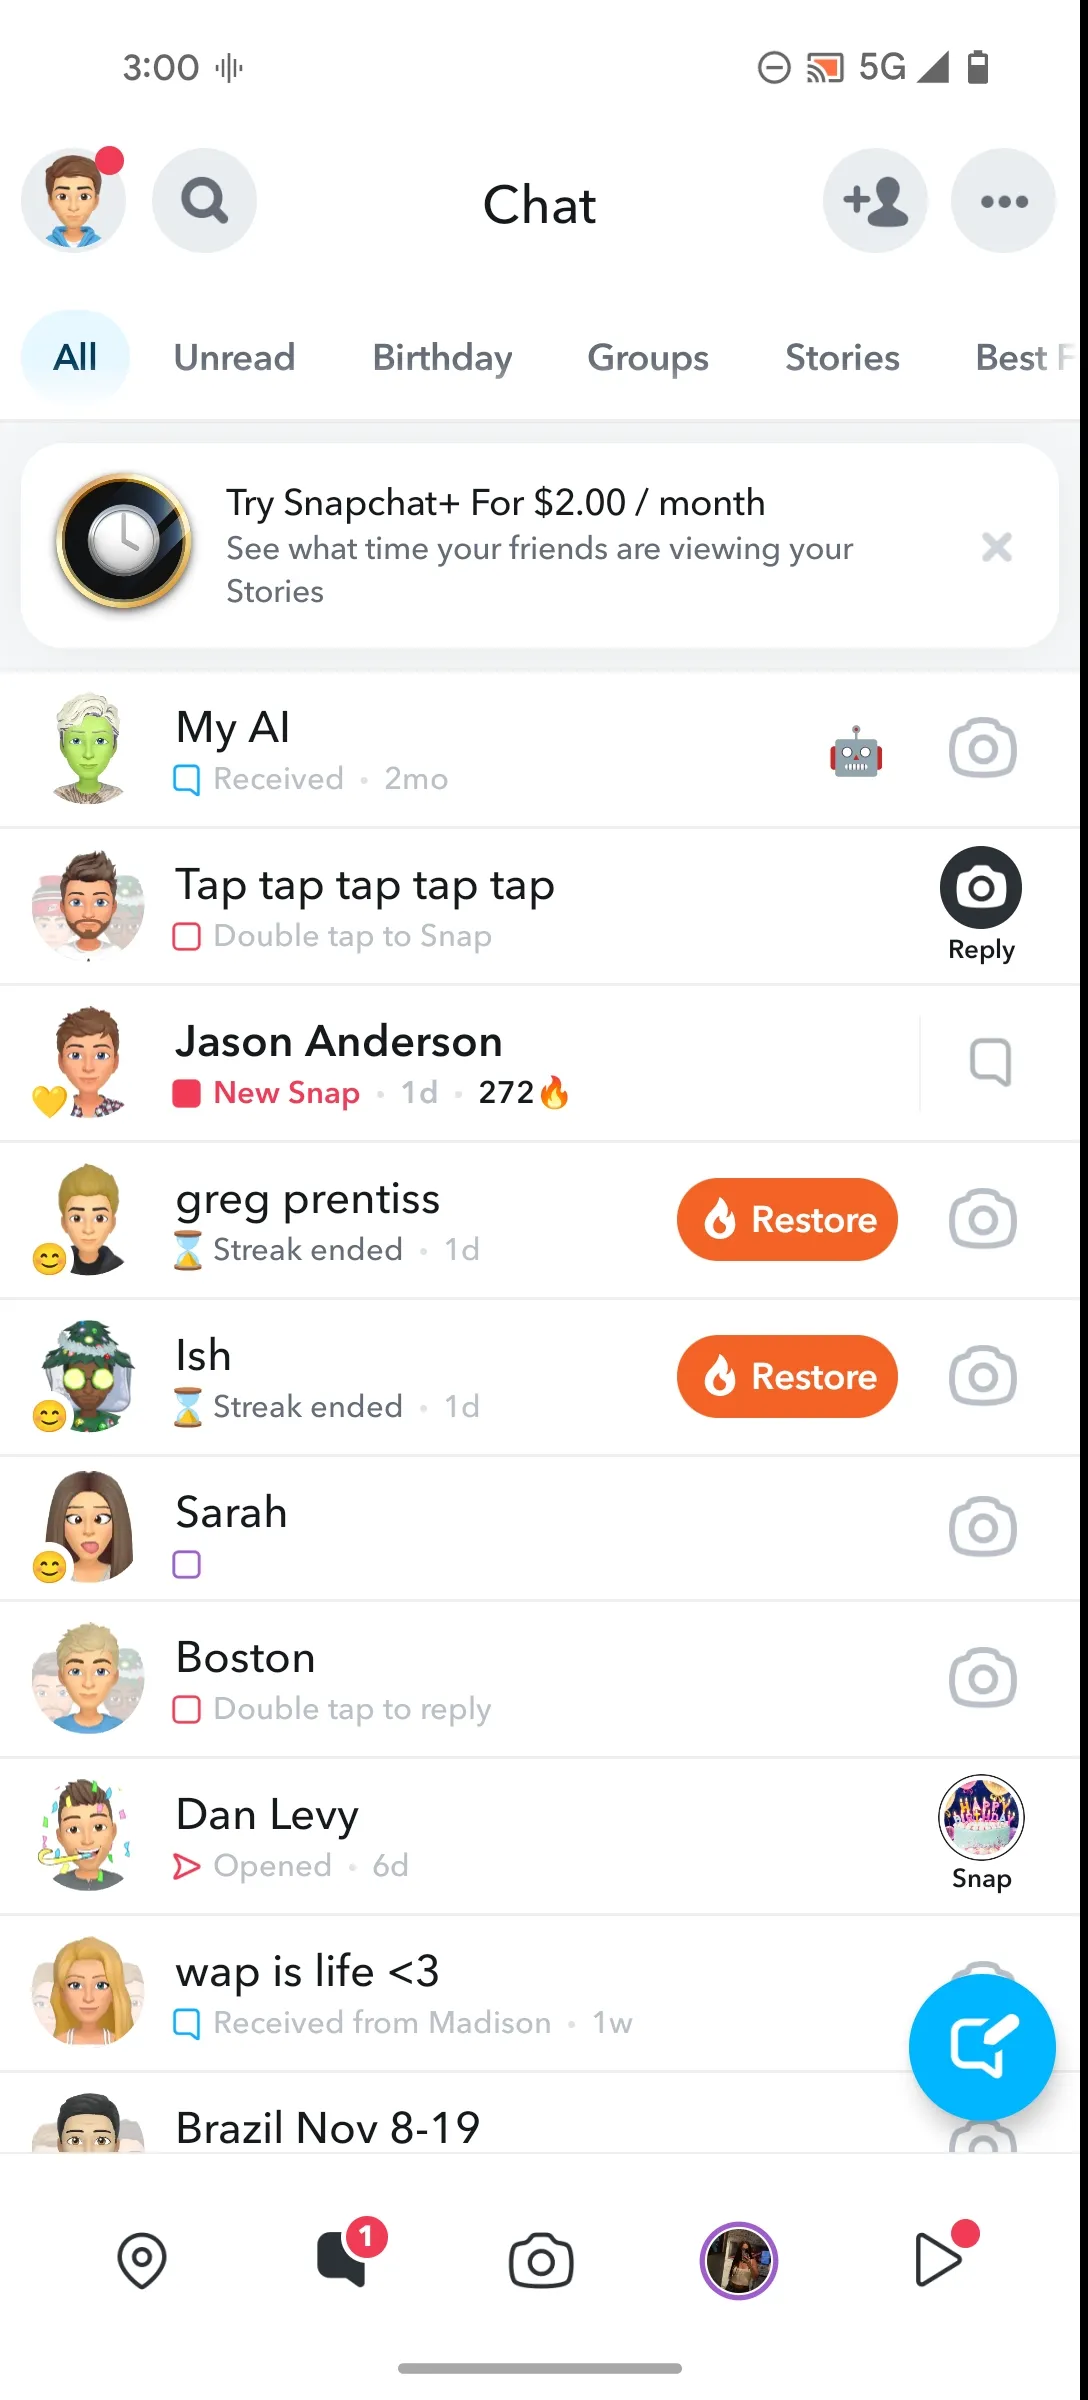 3:00
5G
Chat
All
Unread
Birthday
Groups
Stories
Best F
Try Snapchat+ For $2.00 / month
See what time your friends are viewing your
Stories
My AI
Received • 2mo
Tap tap tap tap tap
Double tap to Snap
Reply
Jason Anderson
New Snap • 1d • 272🔥
greg prentiss
Streak ended • 1d
Restore
Ish
Streak ended • 1d
Restore
Sarah
Boston
Double tap to reply
Dan Levy
Opened • 6d
HAPPY
Snap
wap is life <3
Received from Madison • 1w
Brazil Nov 8-19
1